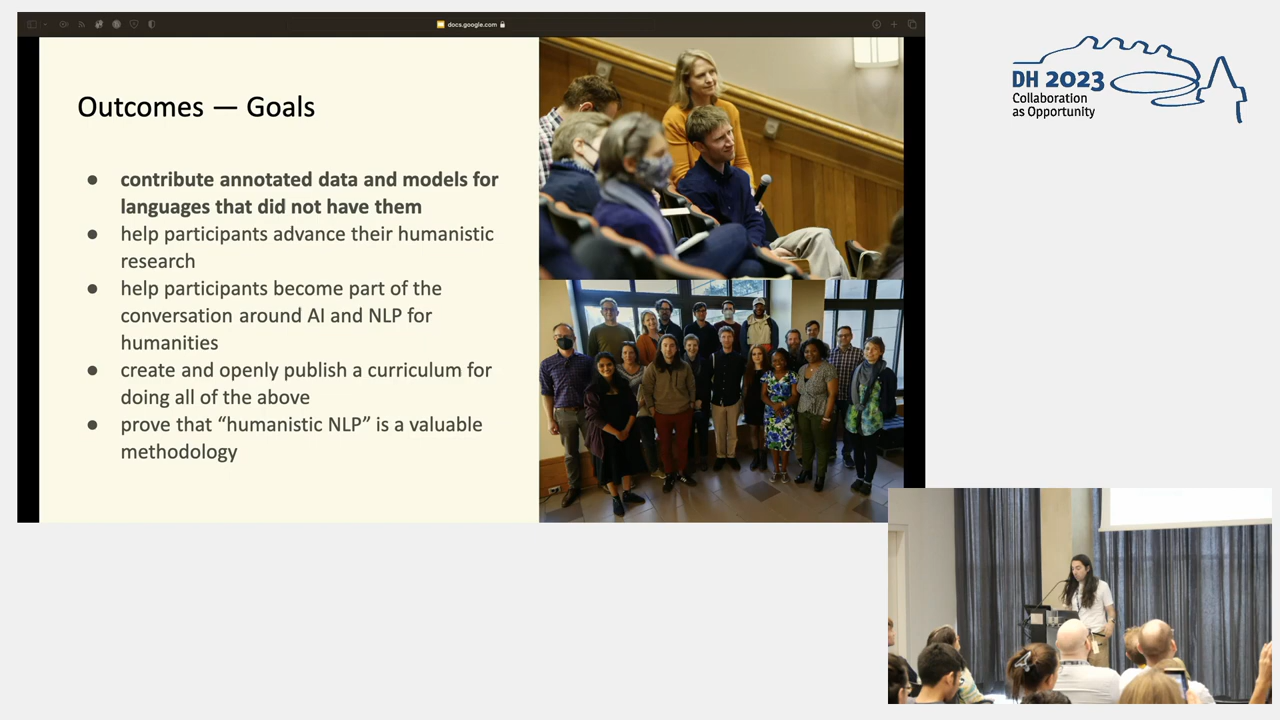 docs.google.com
Outcomes — Goals
● contribute annotated data and models for
languages that did not have them
● help participants advance their humanistic
research
● help participants become part of the
conversation around AI and NLP for
humanities
● create and openly publish a curriculum for
doing all of the above
● prove that “humanistic NLP” is a valuable
methodology
DH 2023
Collaboration
as Opportunity